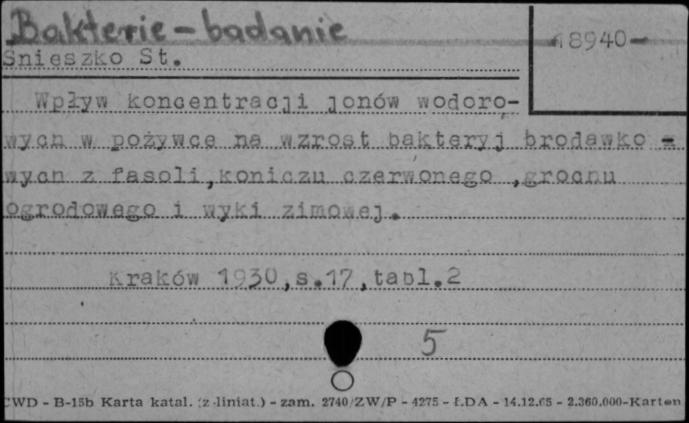 Bakterie – badanie
18940-
Snieszko St.
Wpływ koncentracji jonów wodoro-
wych w pożywce na wzrost bakteryj brodawko -
wych z fasoli,koniczu czerwonego ,grochu
ogrodowego i wyki zimowej.
Kraków 1930,s.17,tabl.2
5
CWD - B-15b Karta katal. (z liniat.) - zam. 2740/ZW/P - 4275 - ŁDA - 14.12.65 - 2.360.000-Karton